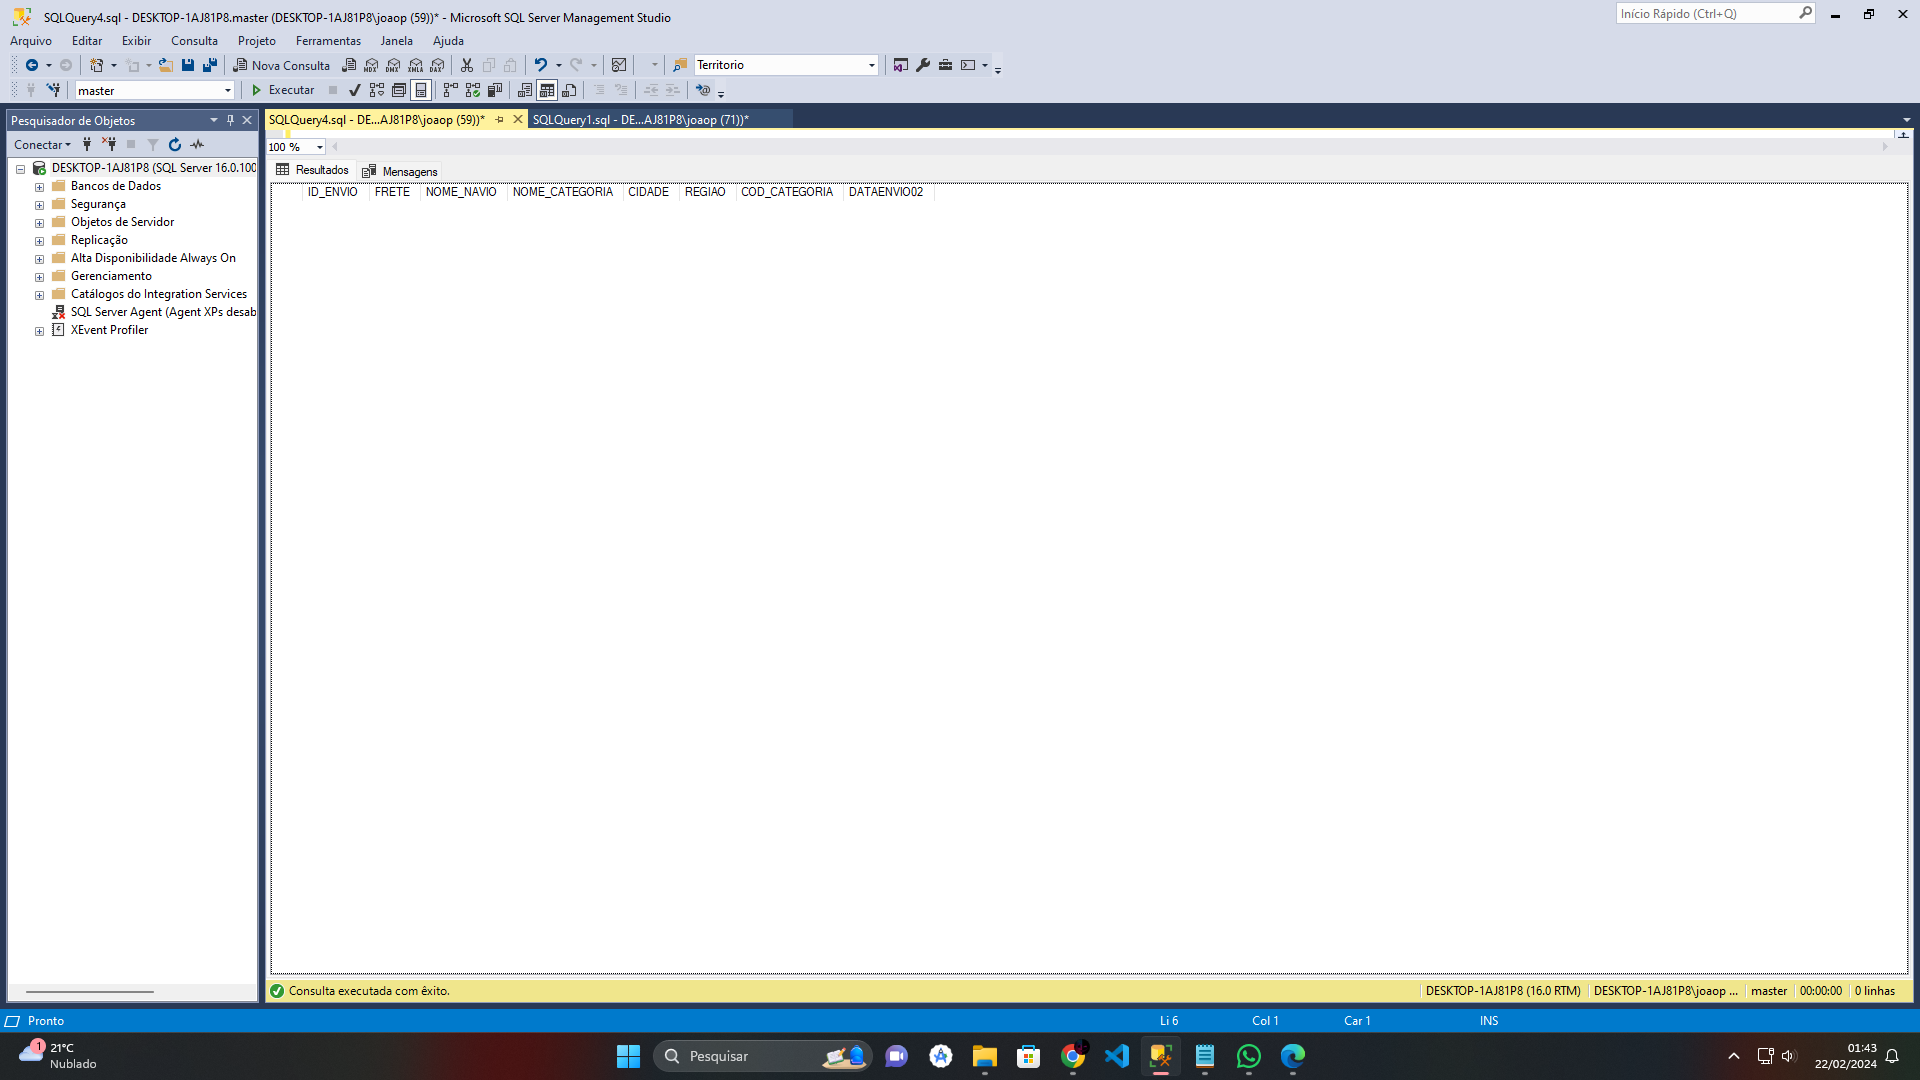 SQLQuery4.sql - DESKTOP-1AJ81P8.master (DESKTOP-1AJ81P8\joaop (59))* - Microsoft SQL Server Management Studio
Início Rápido (Ctrl+Q)
Arquivo Editar Exibir Consulta Projeto Ferramentas Janela Ajuda
Nova Consulta MDX DMX XMLA DAX Territorio
master Executar
Pesquisador de Objetos
SQLQuery4.sql - DE...AJ81P8\joaop (59))* SQLQuery1.sql - DE...AJ81P8\joaop (71))*
Conectar
100 %
DESKTOP-1AJ81P8 (SQL Server 16.0.100
Bancos de Dados
Segurança
Objetos de Servidor
Replicação
Alta Disponibilidade Always On
Gerenciamento
Catálogos do Integration Services
SQL Server Agent (Agent XPs desab
XEvent Profiler
Resultados Mensagens
ID_ENVIO FRETE NOME_NAVIO NOME_CATEGORIA CIDADE REGIAO COD_CATEGORIA DATAENVIO02
Consulta executada com êxito. DESKTOP-1AJ81P8 (16.0 RTM) DESKTOP-1AJ81P8\joaop ... master 00:00:00 0 linhas
Pronto Li 6 Col 1 Car 1 INS
1
21°C
Nublado
Pesquisar
01:43
22/02/2024